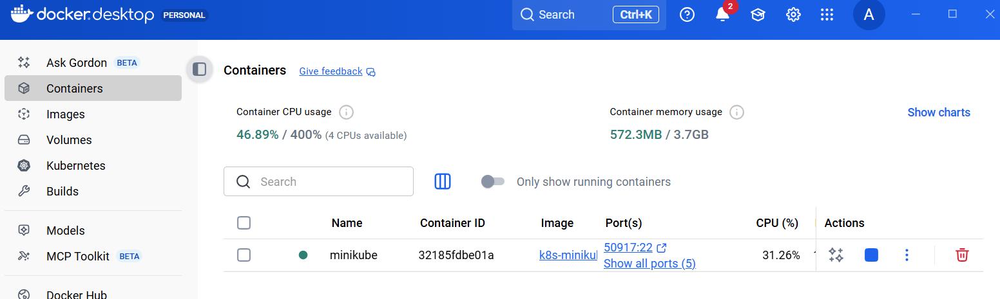 docker.desktop PERSONAL
Search Ctrl+K
2
A
Ask Gordon BETA
Containers
Images
Volumes
Kubernetes
Builds
Models
MCP Toolkit BETA
Docker Hub
Containers Give feedback
Container CPU usage
46.89% / 400% (4 CPUs available)
Container memory usage
572.3MB / 3.7GB
Show charts
Search
Only show running containers
Name Container ID Image Port(s) CPU (%) Actions
minikube 32185fdbe01a k8s-miniku 50917:22 31.26%
Show all ports (5)